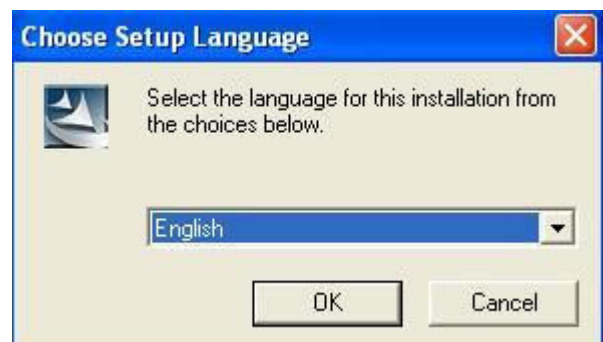 Choose Setup Language
Select the language for this installation from
the choices below.
English
OK
Cancel